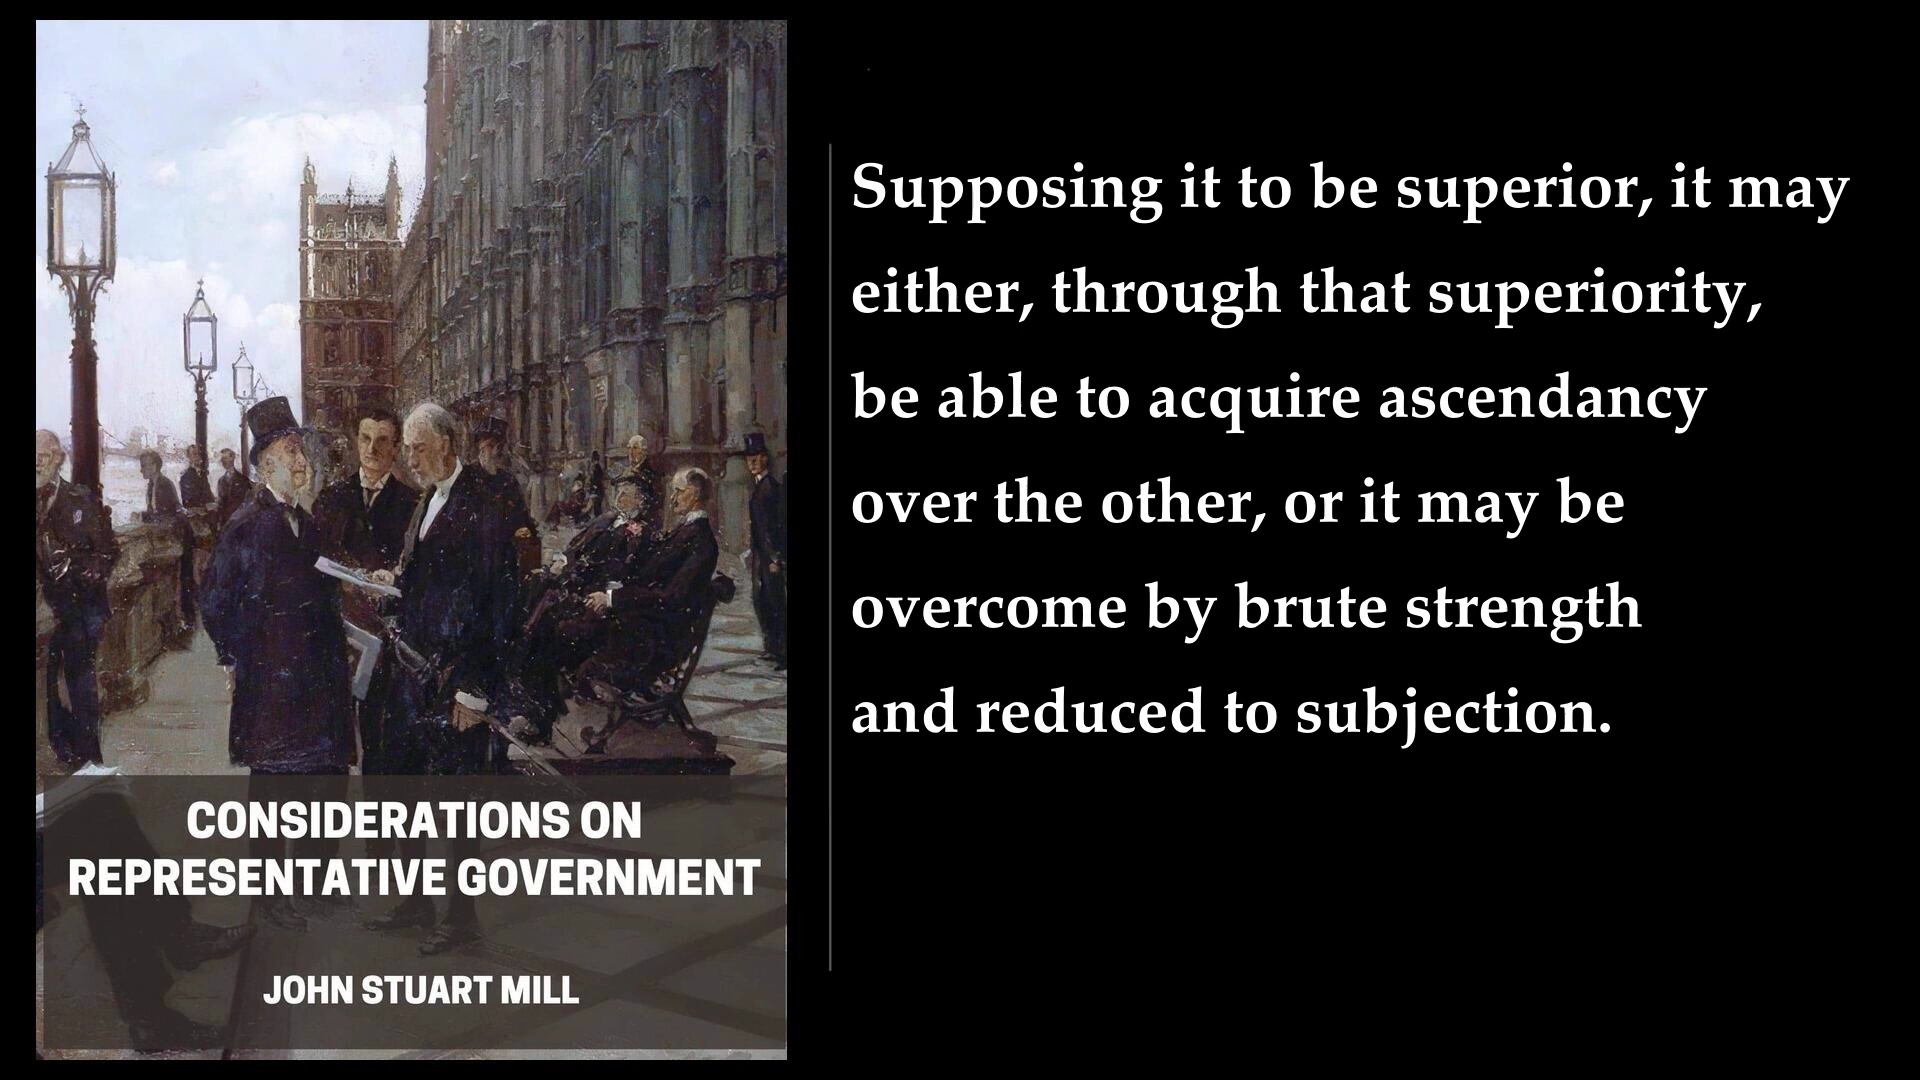 Supposing it to be superior, it may
either, through that superiority,
be able to acquire ascendancy
over the other, or it may be
overcome by brute strength
and reduced to subjection.
CONSIDERATIONS ON
REPRESENTATIVE GOVERNMENT
JOHN STUART MILL